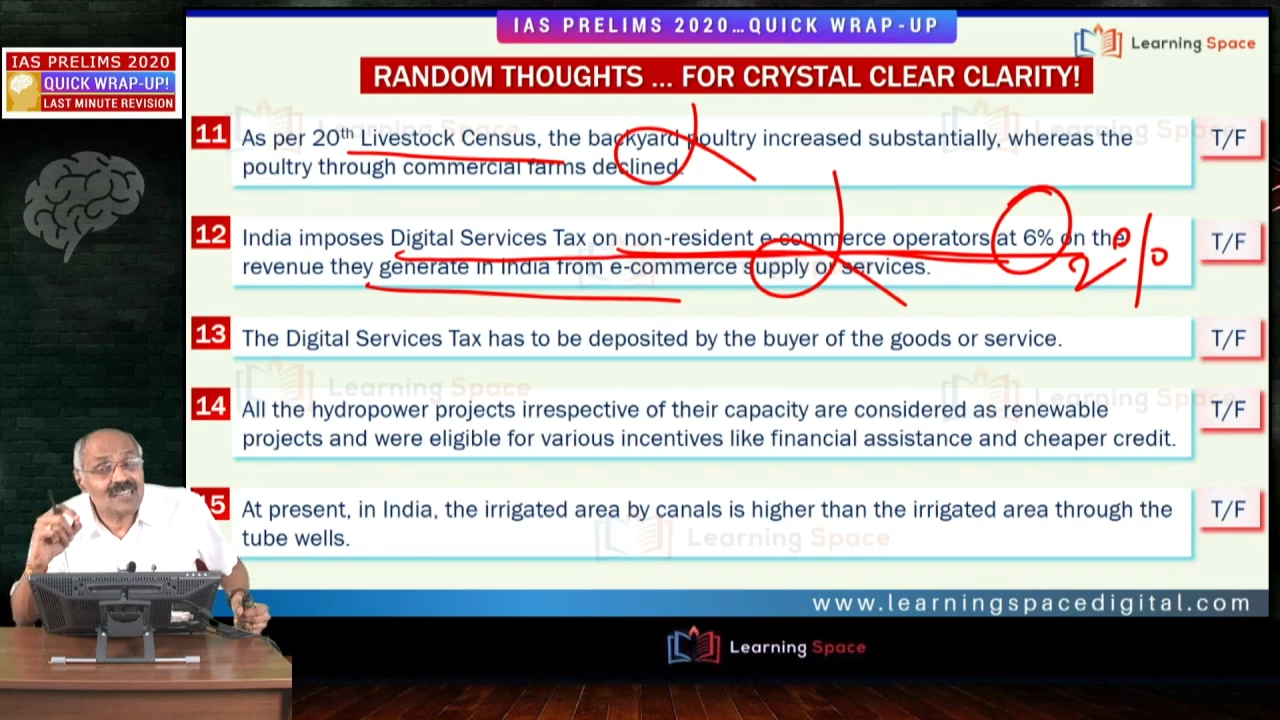 IAS PRELIMS 2020...QUICK WRAP-UP
Learning Space
IAS PRELIMS 2020
QUICK WRAP-UP!
LAST MINUTE REVISION
RANDOM THOUGHTS ... FOR CRYSTAL CLEAR CLARITY!
11 As per 20th Livestock Census, the backyard poultry increased substantially, whereas the T/F
poultry through commercial farms declined.
12 India imposes Digital Services Tax on non-resident e-commerce operators at 6% on the T/F
revenue they generate in India from e-commerce supply or services.
2%
13 The Digital Services Tax has to be deposited by the buyer of the goods or service. T/F
Learning Space
14 All the hydropower projects irrespective of their capacity are considered as renewable T/F
projects and were eligible for various incentives like financial assistance and cheaper credit.
15 At present, in India, the irrigated area by canals is higher than the irrigated area through the T/F
tube wells.
Learning Space
www.learningspacedigital.com
Learning Space